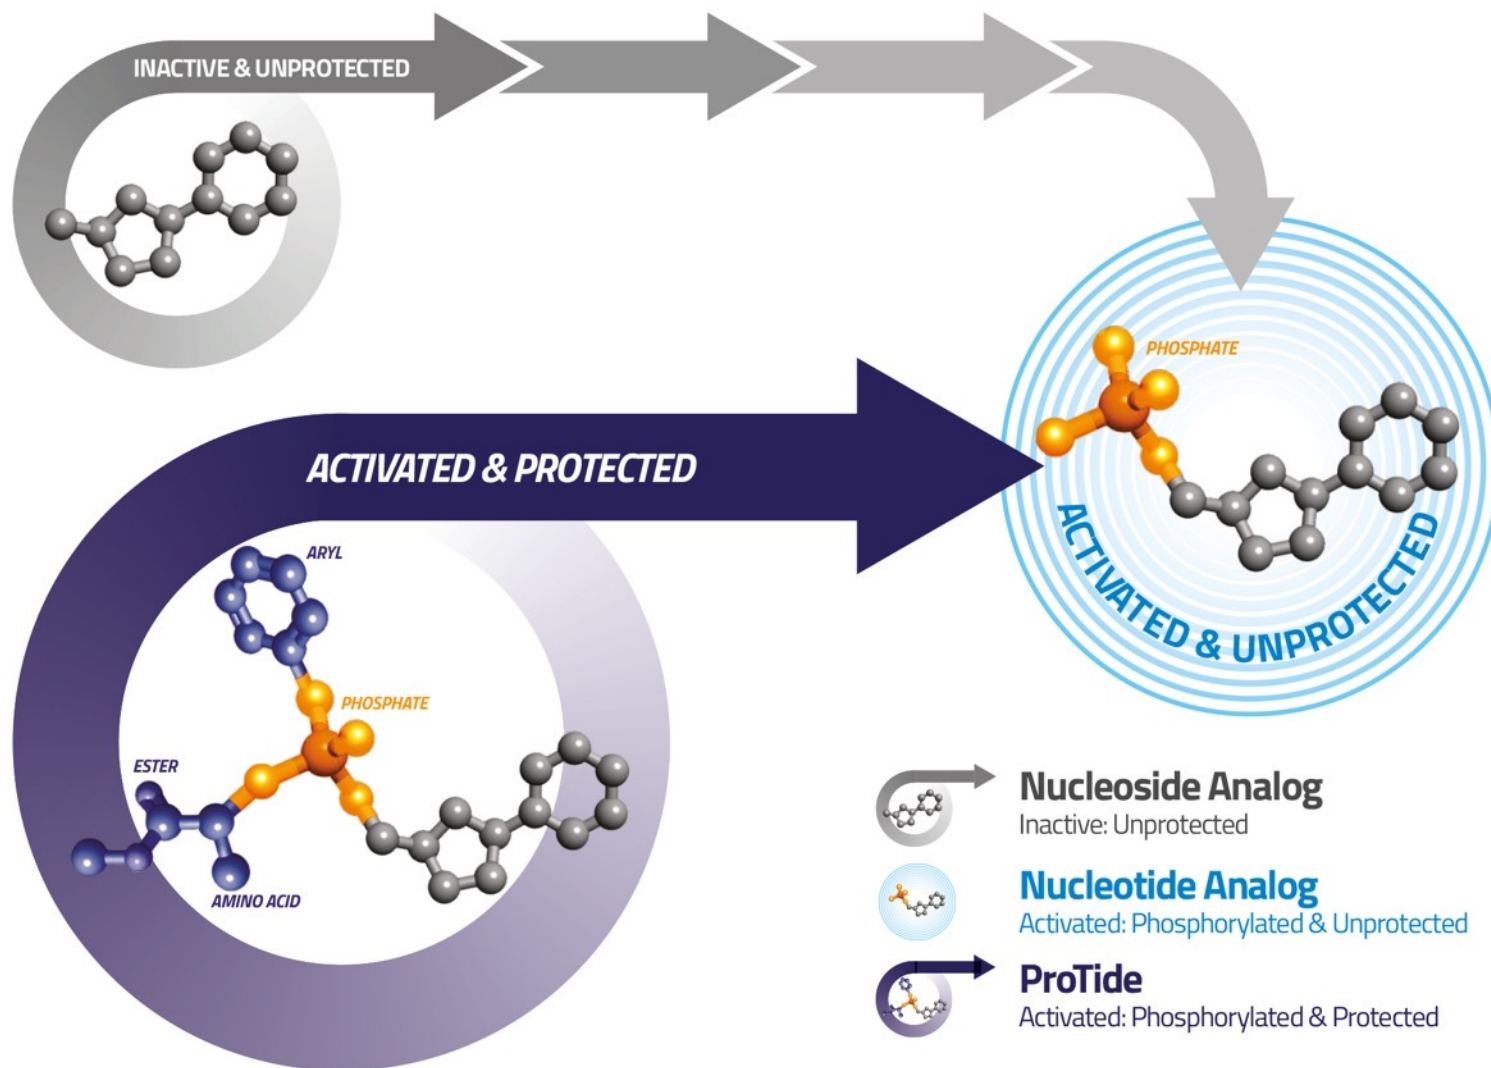 INACTIVE & UNPROTECTED
PHOSPHATE
ACTIVATED & PROTECTED
ACTIVATED & UNPROTECTED
ARYL
PHOSPHATE
ESTER
AMINO ACID
Nucleoside Analog
Inactive: Unprotected
Nucleotide Analog
Activated: Phosphorylated & Unprotected
ProTide
Activated: Phosphorylated & Protected